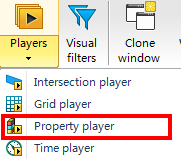 Players
Visual
filters
Clone
window
Intersection player
Grid player
Property player
Time player